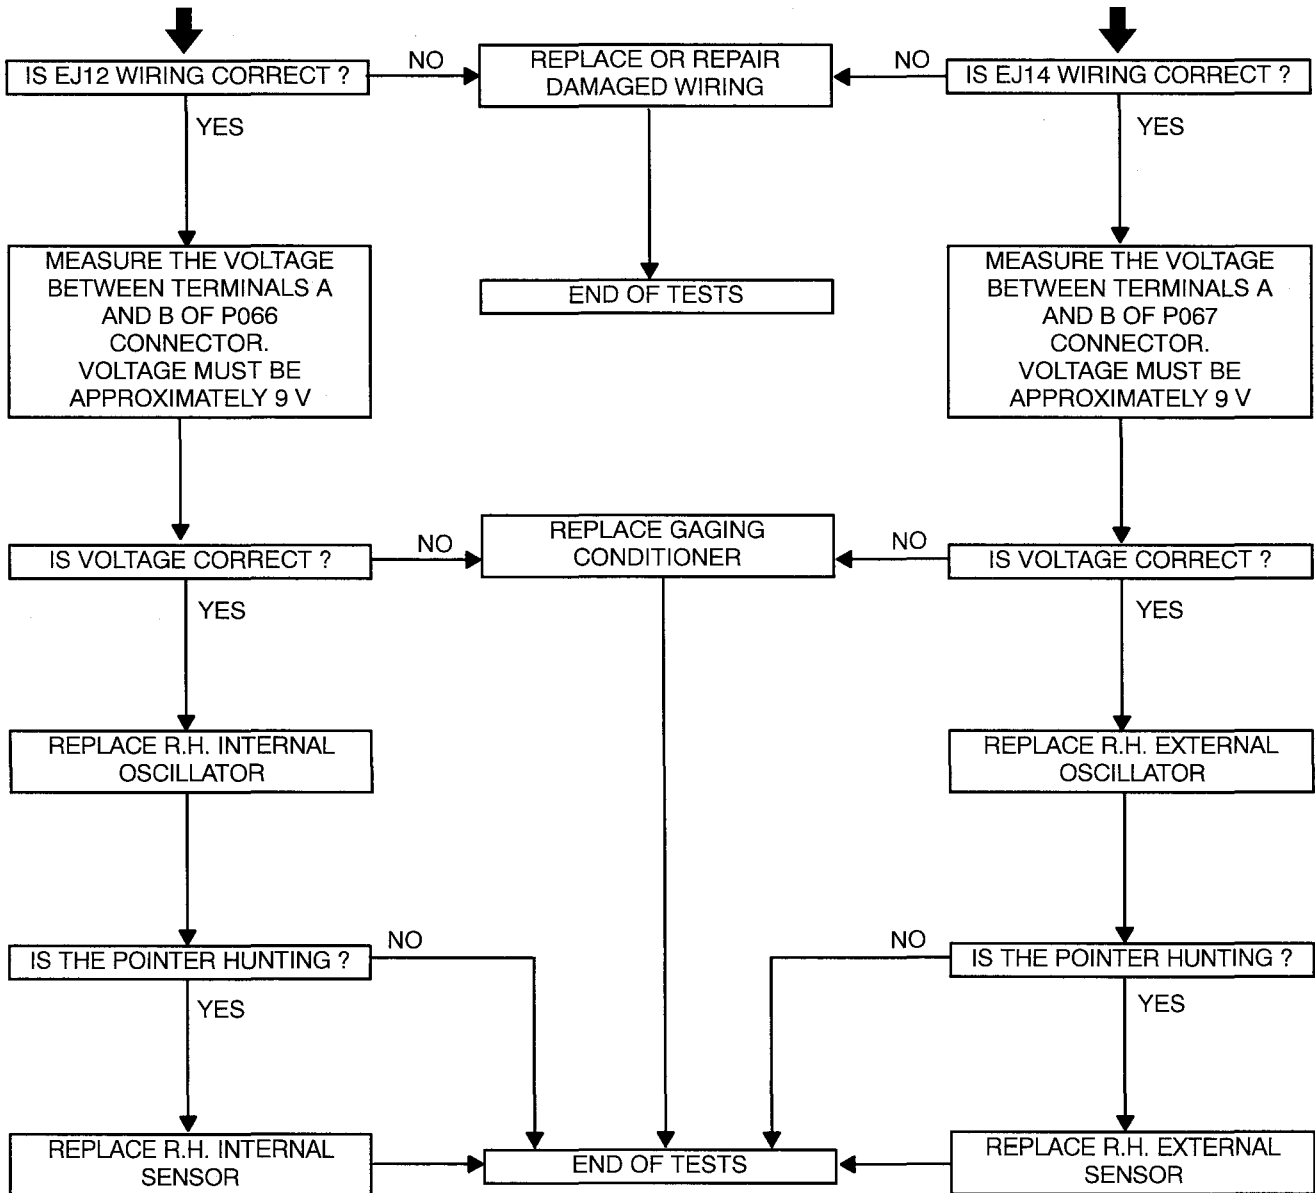 IS EJ12 WIRING CORRECT ?
NO
REPLACE OR REPAIR
DAMAGED WIRING
NO
IS EJ14 WIRING CORRECT ?
YES
YES
MEASURE THE VOLTAGE
BETWEEN TERMINALS A
AND B OF P066
CONNECTOR.
VOLTAGE MUST BE
APPROXIMATELY 9 V
END OF TESTS
MEASURE THE VOLTAGE
BETWEEN TERMINALS A
AND B OF P067
CONNECTOR.
VOLTAGE MUST BE
APPROXIMATELY 9 V
IS VOLTAGE CORRECT ?
NO
REPLACE GAGING
CONDITIONER
NO
IS VOLTAGE CORRECT ?
YES
YES
REPLACE R.H. INTERNAL
OSCILLATOR
REPLACE R.H. EXTERNAL
OSCILLATOR
IS THE POINTER HUNTING ?
NO
NO
IS THE POINTER HUNTING ?
YES
YES
REPLACE R.H. INTERNAL
SENSOR
END OF TESTS
REPLACE R.H. EXTERNAL
SENSOR